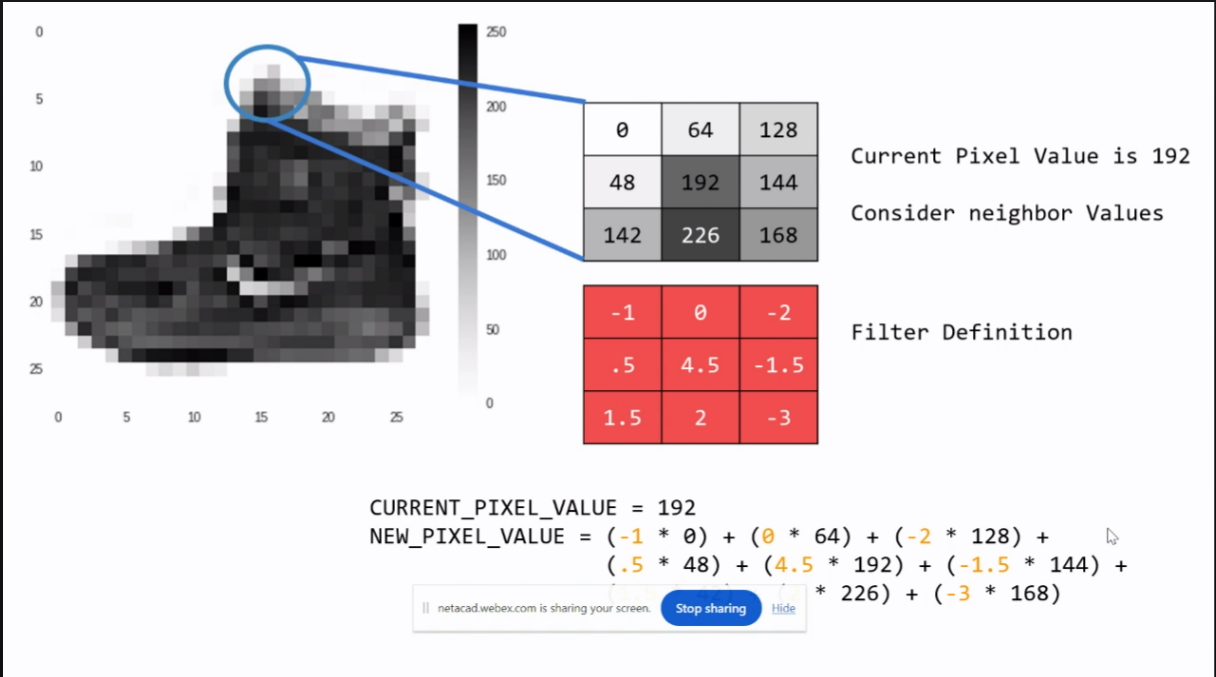 0
5
10
15
20
25
0 5 10 15 20 25
250
200
150
100
50
0
0 64 128
48 192 144
142 226 168
Current Pixel Value is 192
Consider neighbor Values
-1 0 -2
.5 4.5 -1.5
1.5 2 -3
Filter Definition
CURRENT_PIXEL_VALUE = 192
NEW_PIXEL_VALUE = (-1 * 0) + (0 * 64) + (-2 * 128) +
(.5 * 48) + (4.5 * 192) + (-1.5 * 144) +
* 226) + (-3 * 168)
netacad.webex.com is sharing your screen. Stop sharing Hide